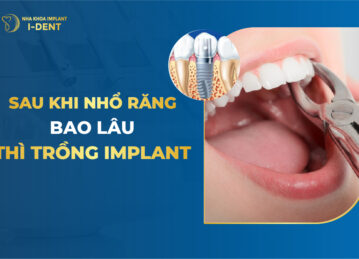 NHA KHOA IMPLANT
I-DENT
SAU KHI NHỔ RĂNG
BAO LÂU
THÌ TRỒNG IMPLANT